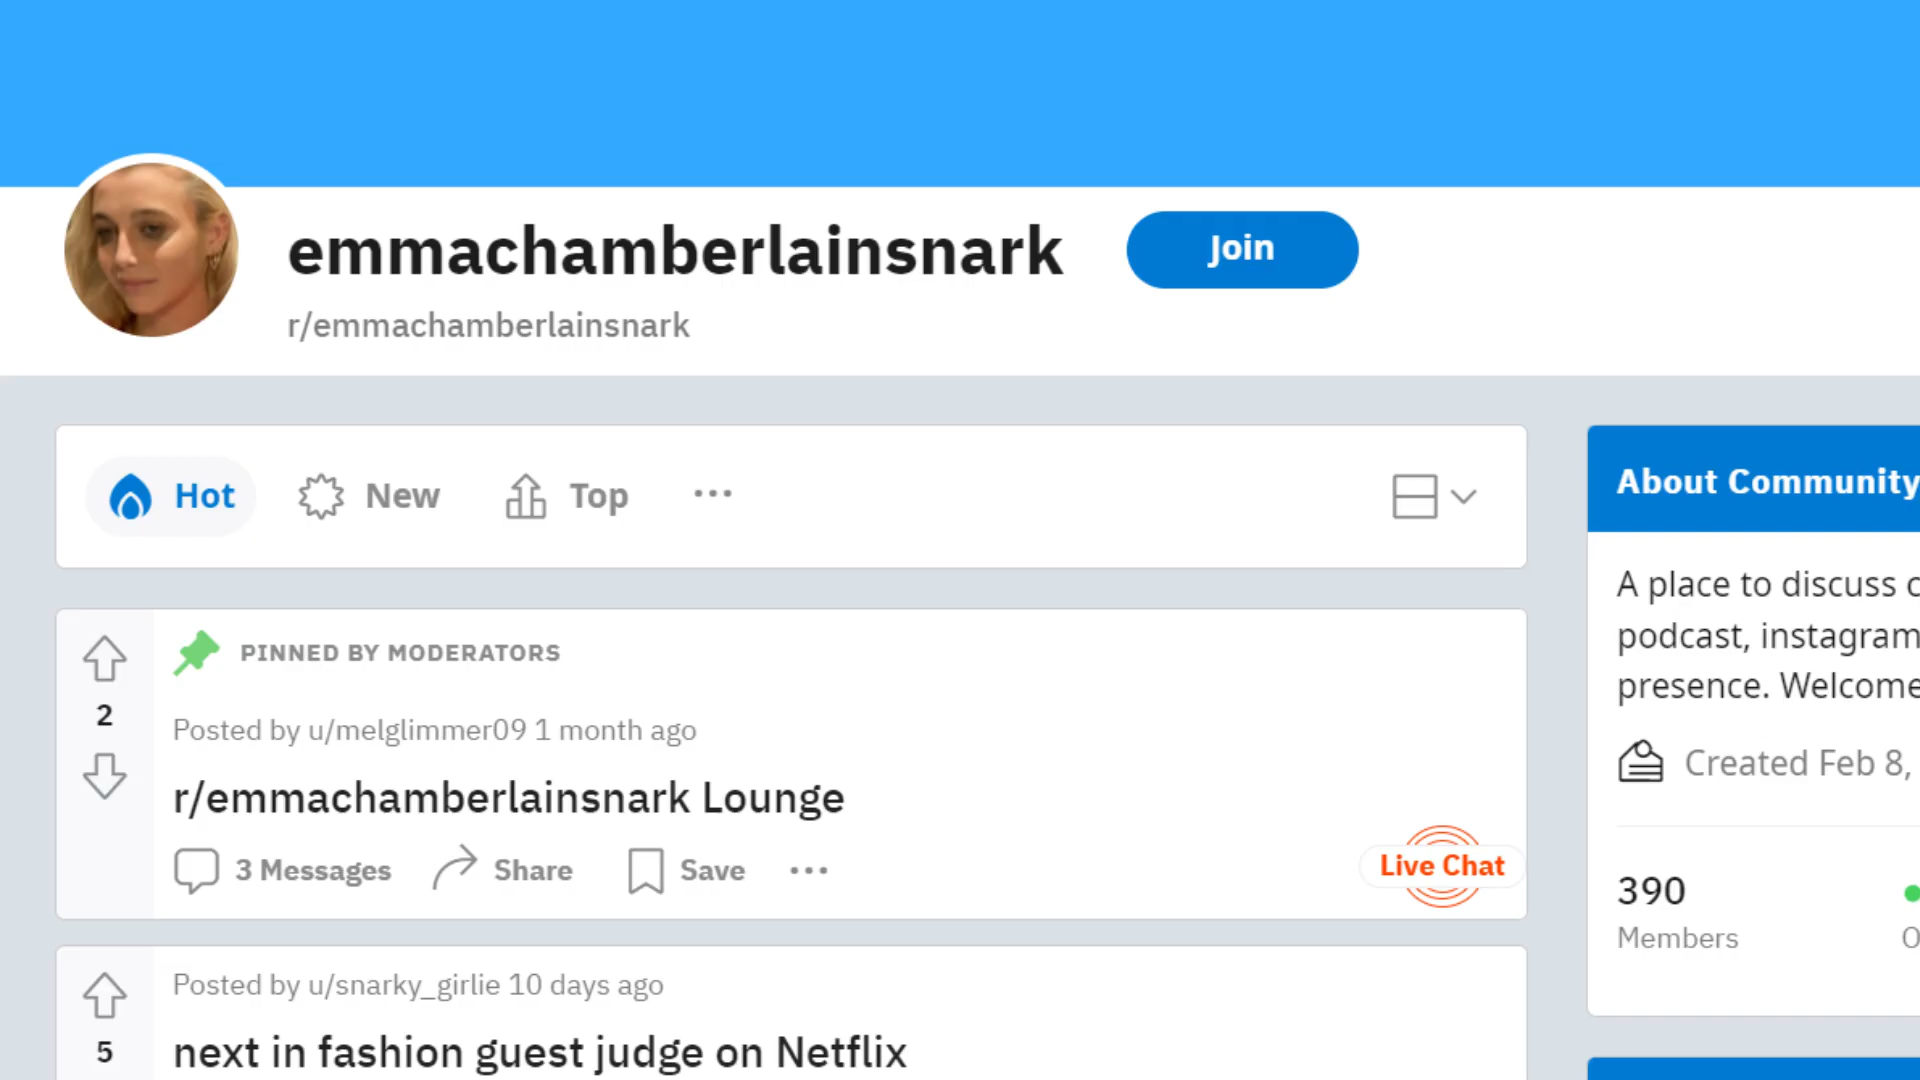 emmachamberlainsnark
Join
r/emmachamberlainsnark
Hot
New
Top
About Community
A place to discuss
podcast, instagram
presence. Welcome
Created Feb 8,
390
Members
PINNED BY MODERATORS
2
Posted by u/melglimmer09 1 month ago
r/emmachamberlainsnark Lounge
3 Messages
Share
Save
Live Chat
Posted by u/snarky_girlie 10 days ago
5
next in fashion guest judge on Netflix